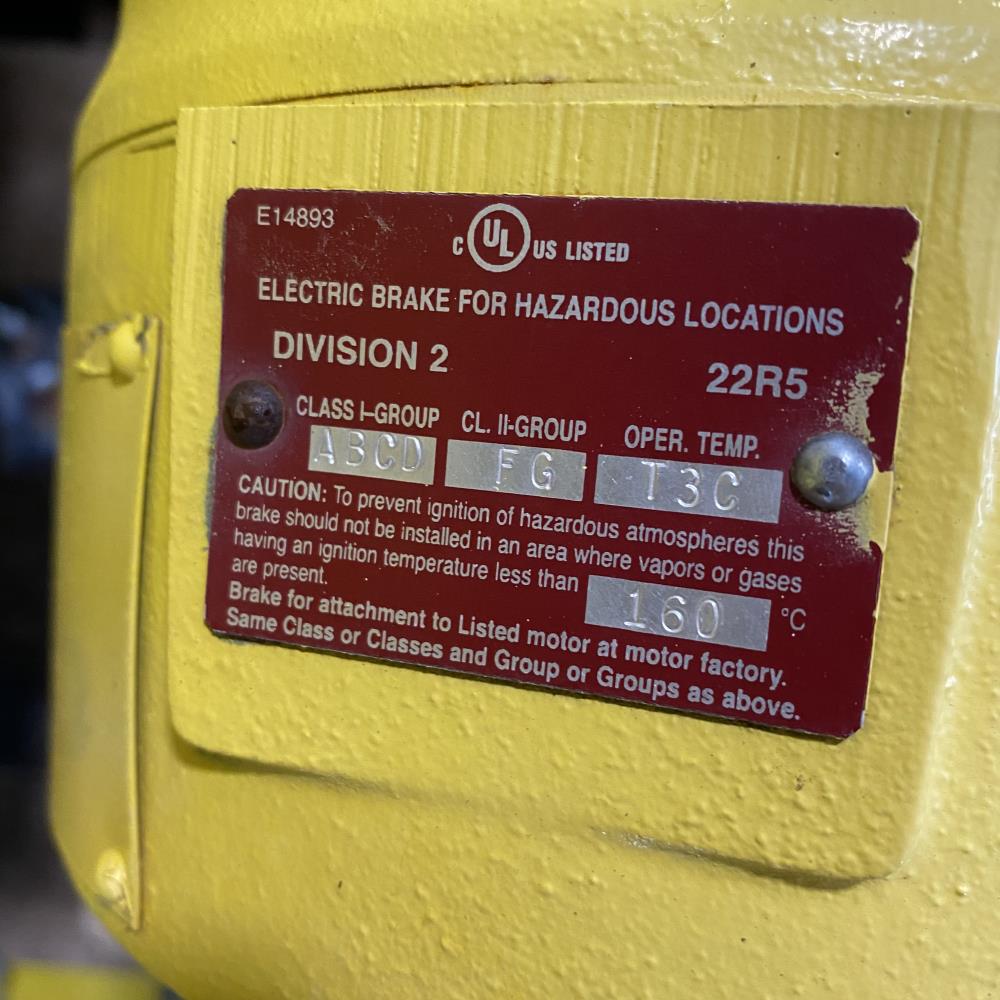 E14893
C UL US LISTED
ELECTRIC BRAKE FOR HAZARDOUS LOCATIONS
DIVISION 2
22R5
CLASS I-GROUP CL. II-GROUP OPER. TEMP.
ABCD FG T3C
CAUTION: To prevent ignition of hazardous atmospheres this
brake should not be installed in an area where vapors or gases
having an ignition temperature less than 160 °C
are present.
Brake for attachment to Listed motor at motor factory.
Same Class or Classes and Group or Groups as above.